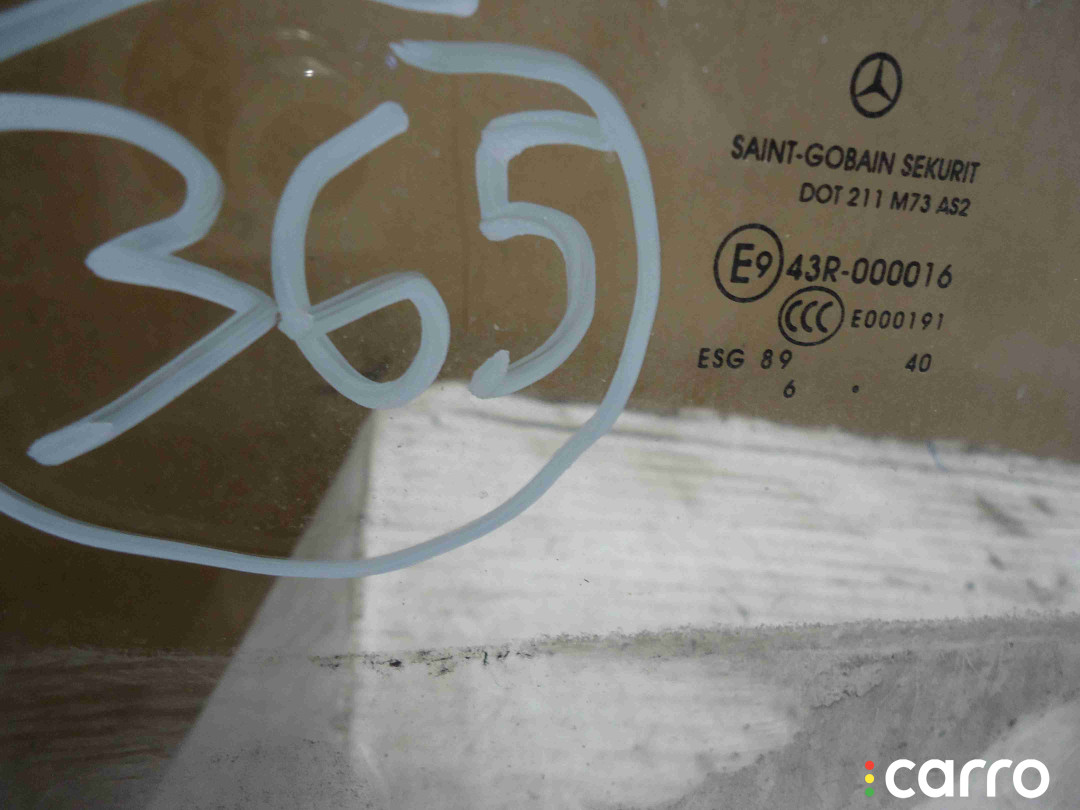 365
SAINT-GOBAIN SEKURIT
DOT 211 M73 AS2
E9 43R-000016
CCC E000191
ESG 89 40
6 .
carro